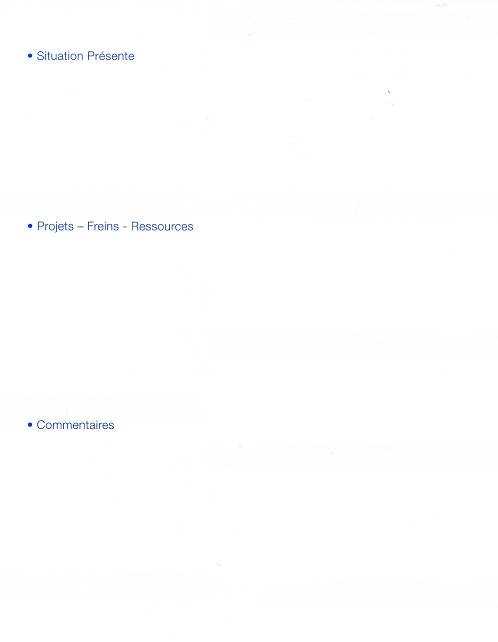 • Situation Présente
• Projets – Freins - Ressources
• Commentaires